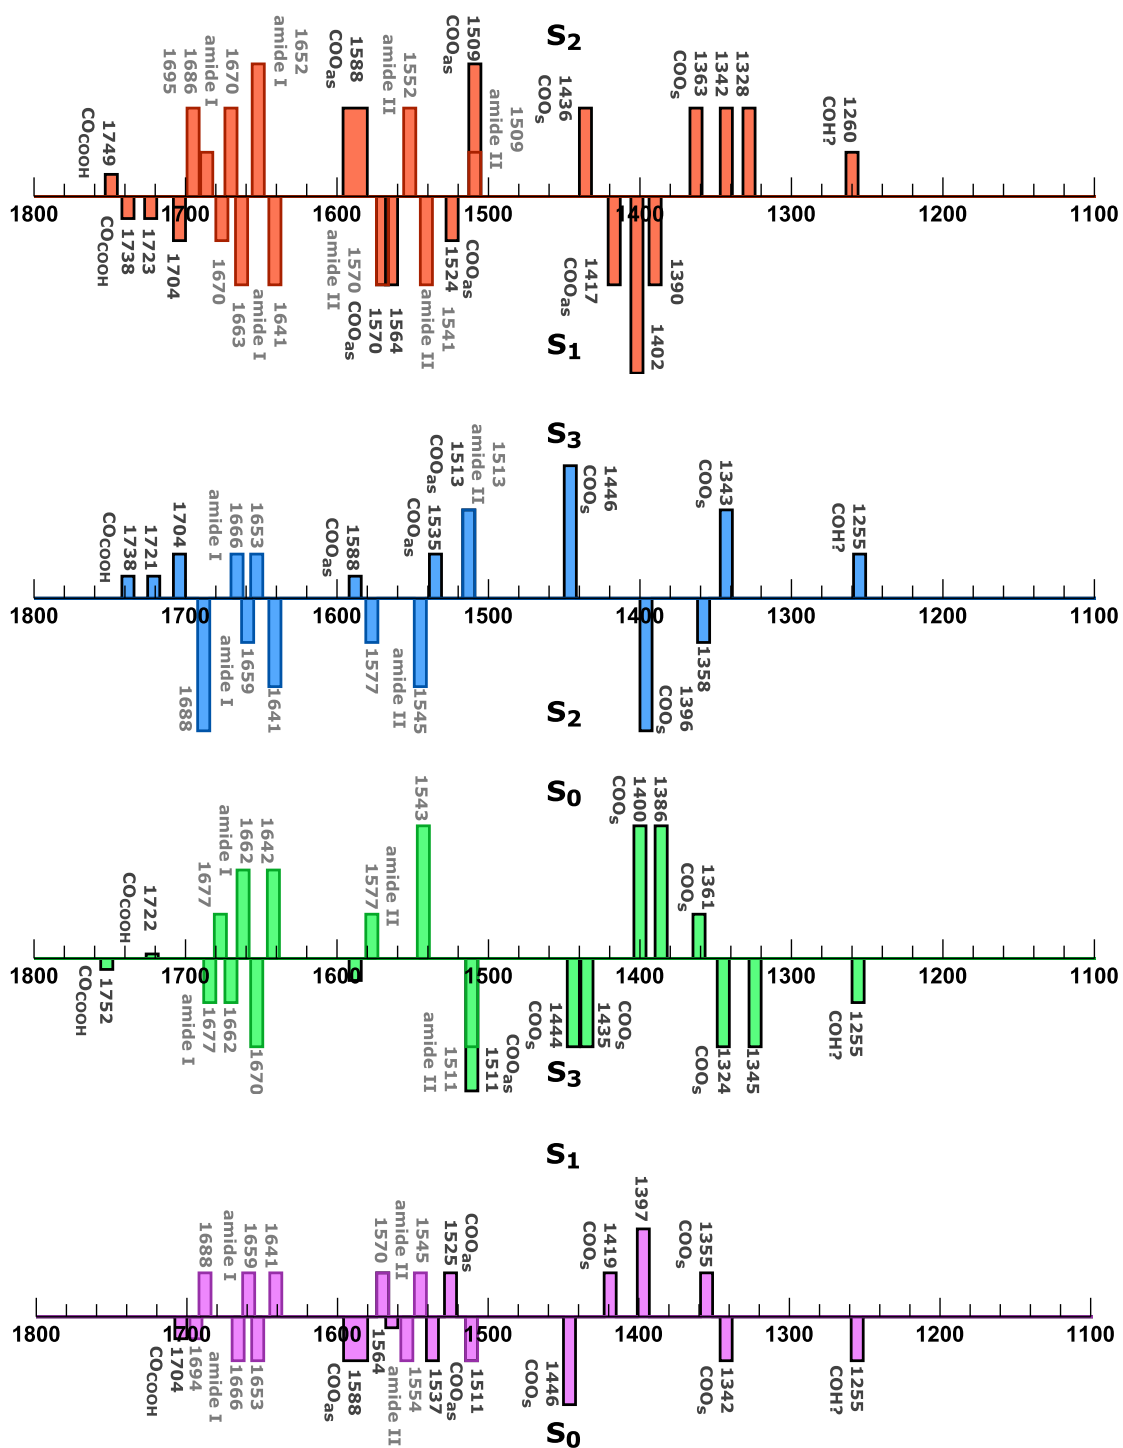 S2
COCOOH
1749
1695
1686
amide I
1670
amide I
1652
COOas
1588
amide II
1552
COOas
1509
amide II
1509
COOs
1436
COOs
1363
1342
1328
COH?
1260
1800 1700 1600 1500 1400 1300 1200 1100
COCOOH
1738
1723
1704
1670
1663
amide I
1641
amide II
1570
COOas
1570
1564
amide II
1541
1524
COOas
COOas
1417
1402
1390
S1
S3
COCOOH
1738
1721
1704
amide I
1666
1653
COOas
1588
COOas
1535
COOas
1513
amide II
1513
COOs
1446
COOs
1343
COH?
1255
1800 1700 1600 1500 1400 1300 1200 1100
1688
amide I
1659
1641
1577
amide II
1545
COOs
1396
1358
S2
S0
COCOOH
1722
1677
amide I
1662
1642
1577
amide II
1543
COOs
1400
1386
COOs
1361
1800 1700 1600 1500 1400 1300 1200 1100
COCOOH
1752
amide I
1677
1662
1670
amide II
1511
1511
COOas
COOs
1444
1435
COOs
COOs
1324
1345
COH?
1255
S3
S1
1688
amide I
1659
1641
1570
amide II
1545
1525
COOas
COOs
1419
1397
COOs
1355
1800 1700 1600 1500 1400 1300 1200 1100
COCOOH
1704
1694
amide I
1666
1653
COOas
1588
1564
amide II
1554
1537
COOas
1511
COOs
1446
COOs
1342
COH?
1255
S0